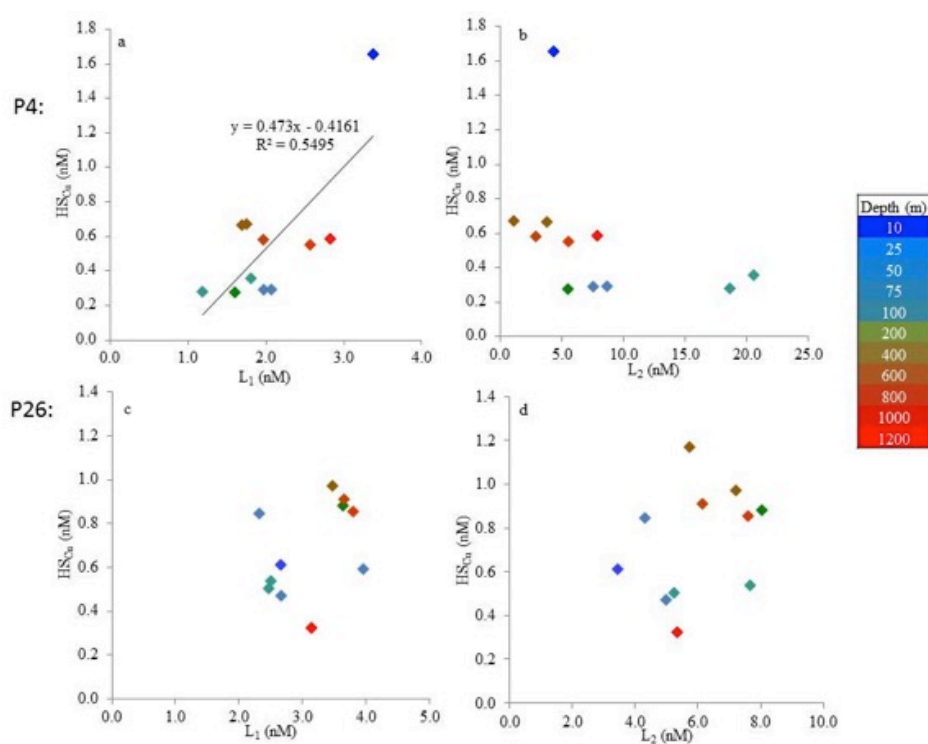 P4:
a
y = 0.473x - 0.4161
R² = 0.5495
HSCu (nM)
1.8
1.6
1.4
1.2
1.0
0.8
0.6
0.4
0.2
0.0
0.0 1.0 2.0 3.0 4.0
L1 (nM)
b
HSCu (nM)
1.8
1.6
1.4
1.2
1.0
0.8
0.6
0.4
0.2
0.0
0.0 5.0 10.0 15.0 20.0 25.0
L2 (nM)
Depth (m)
10
25
50
75
100
200
400
600
800
1000
1200
P26:
c
HSCu (nM)
1.4
1.2
1.0
0.8
0.6
0.4
0.2
0.0
0.0 1.0 2.0 3.0 4.0 5.0
L1 (nM)
d
HSCu (nM)
1.4
1.2
1.0
0.8
0.6
0.4
0.2
0.0
0.0 2.0 4.0 6.0 8.0 10.0
L2 (nM)